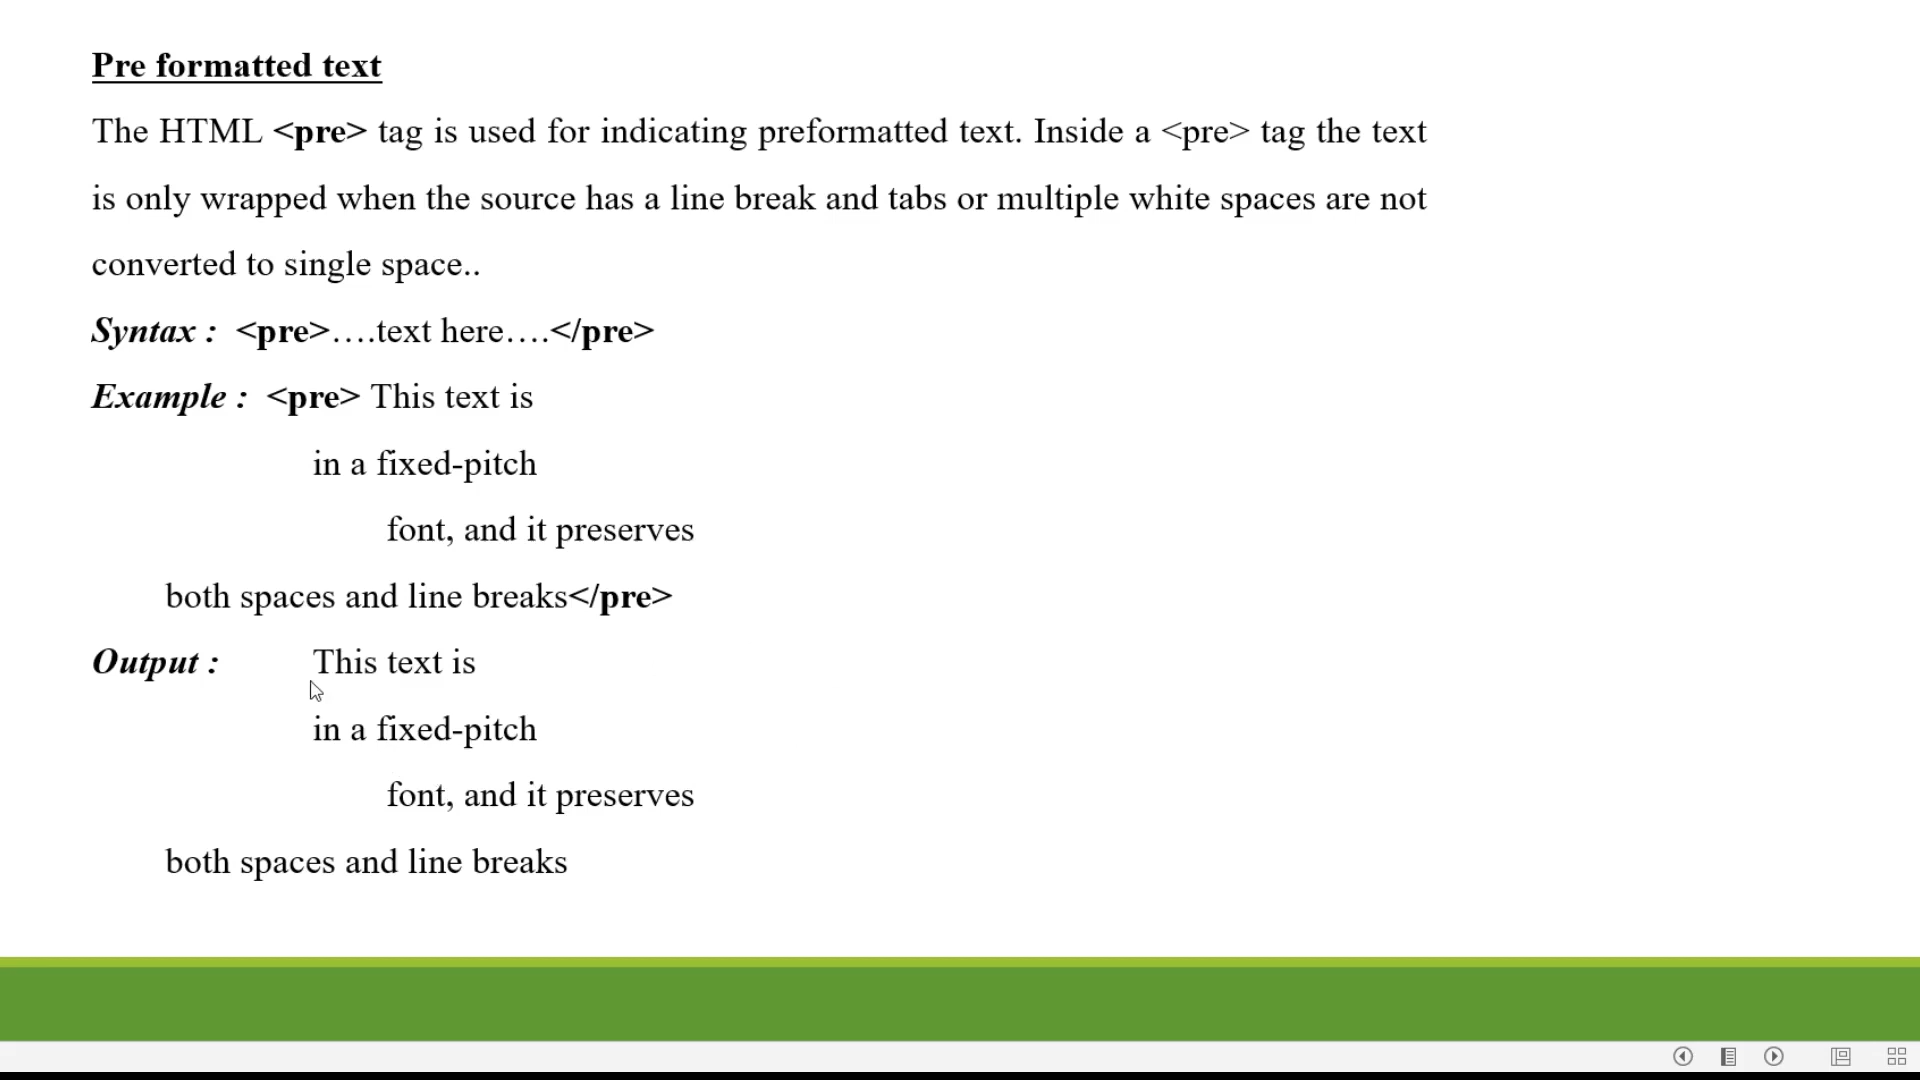 Pre formatted text
The HTML <pre> tag is used for indicating preformatted text. Inside a <pre> tag the text
is only wrapped when the source has a line break and tabs or multiple white spaces are not
converted to single space..
Syntax :  <pre>….text here….</pre>
Example :  <pre> This text is
in a fixed-pitch
font, and it preserves
both spaces and line breaks</pre>
Output : This text is
in a fixed-pitch
font, and it preserves
both spaces and line breaks